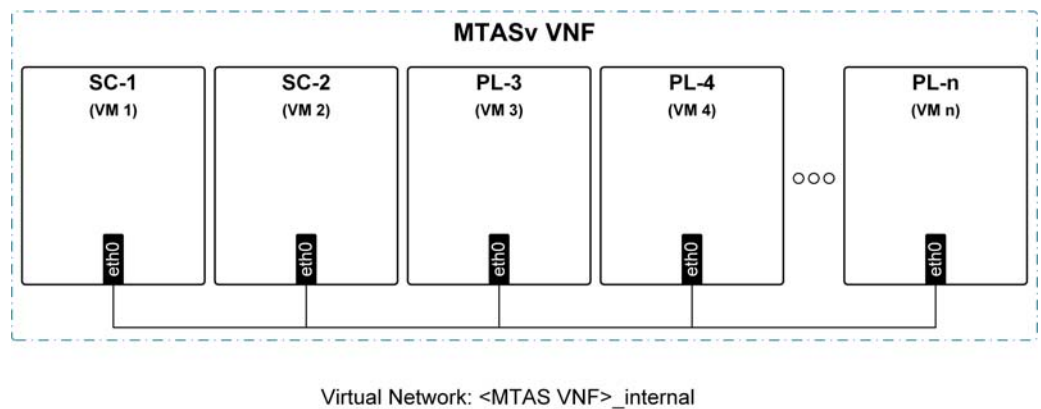 MTASv VNF
SC-1
(VM 1)
SC-2
(VM 2)
PL-3
(VM 3)
PL-4
(VM 4)
PL-n
(VM n)
eth0
eth0
eth0
eth0
eth0
Virtual Network: <MTAS VNF>_internal